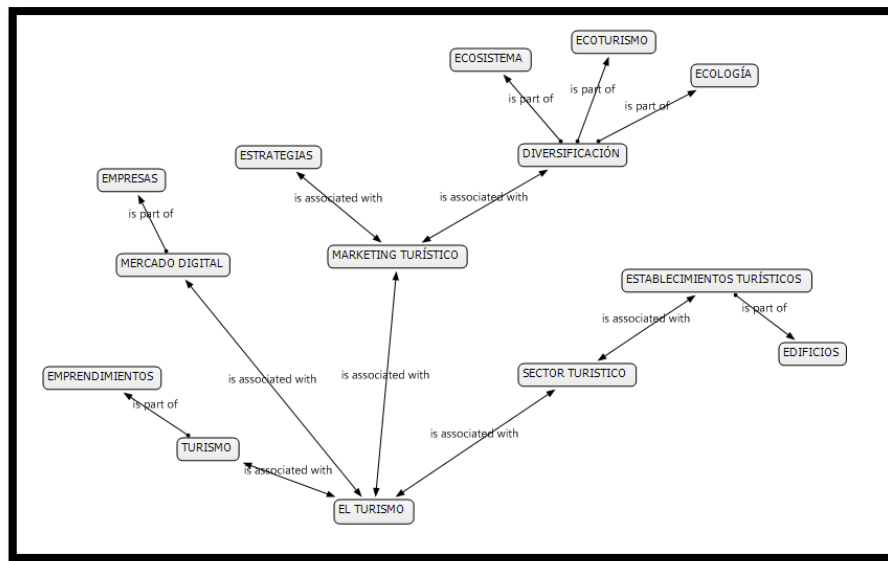 ECOTURISMO
ECOSISTEMA
ECOLOGÍA
is part of
is part of
is part of
DIVERSIFICACIÓN
ESTRATEGIAS
EMPRESAS
is associated with
is associated with
is part of
MARKETING TURÍSTICO
MERCADO DIGITAL
ESTABLECIMIENTOS TURÍSTICOS
is part of
is associated with
EDIFICIOS
EMPRENDIMIENTOS
is associated with
is associated with
SECTOR TURISTICO
is part of
is associated with
TURISMO
is associated with
EL TURISMO